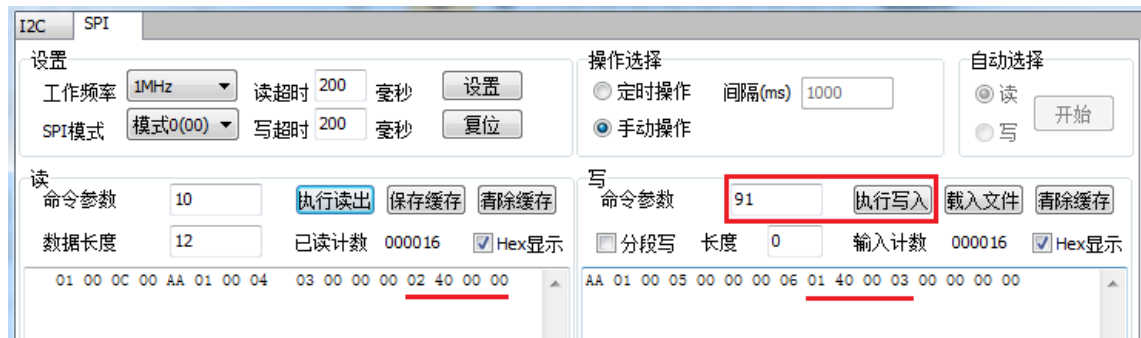 I2C SPI
设置
工作频率 1MHz 读超时 200 毫秒 设置
SPI模式 模式0(00) 写超时 200 毫秒 复位
操作选择
定时操作 间隔(ms) 1000
手动操作
自动选择
读
写
开始
读
命令参数 10 执行读出 保存缓存 清除缓存
数据长度 12 已读计数 000016 Hex显示
01 00 0C 00 AA 01 00 04 03 00 00 00 02 40 00 00
写
命令参数 91 执行写入 载入文件 清除缓存
分段写 长度 0 输入计数 000016 Hex显示
AA 01 00 05 00 00 00 06 01 40 00 03 00 00 00 00